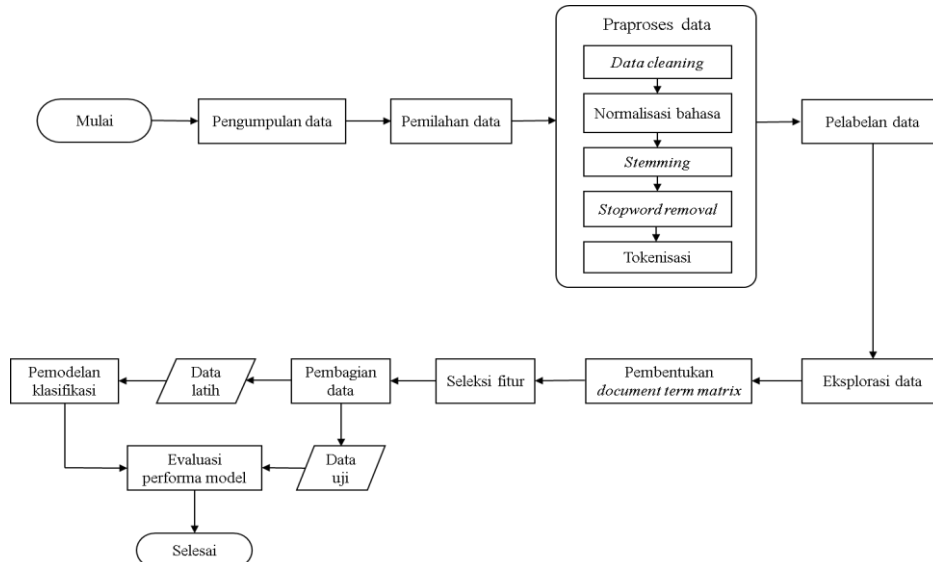 Praproses data
Data cleaning
Mulai
Pengumpulan data
Pemilahan data
Normalisasi bahasa
Pelabelan data
Stemming
Stopword removal
Tokenisasi
Pemodelan
klasifikasi
Data
latih
Pembagian
data
Seleksi fitur
Pembentukan
document term matrix
Eksplorasi data
Evaluasi
performa model
Data
uji
Selesai